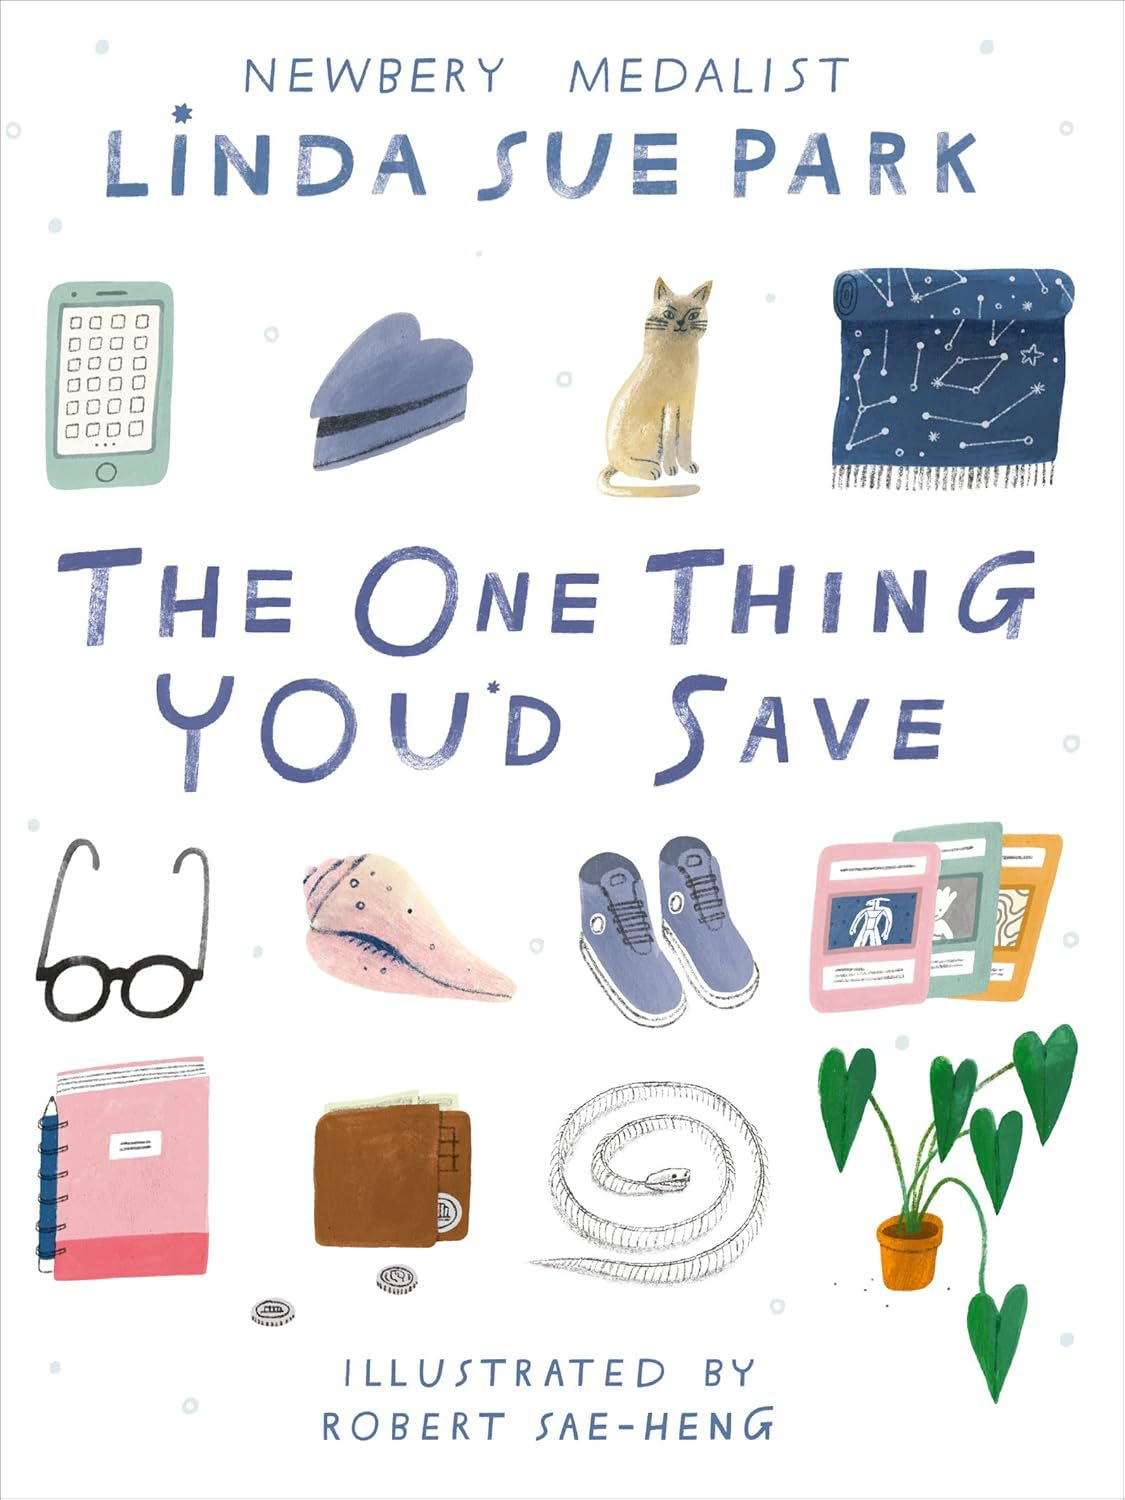 NEWBERY MEDALIST
LINDA SUE PARK
THE ONE THING
YOU'D SAVE
ILLUSTRATED BY
ROBERT SAE-HENG